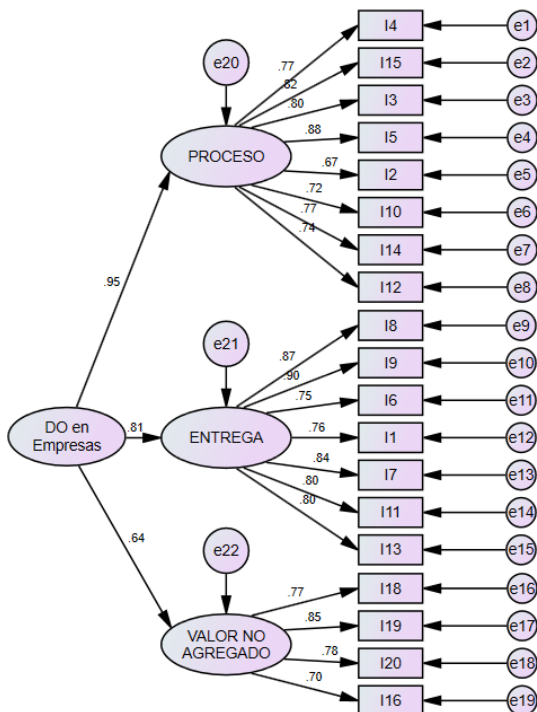 I4
e1
e20
.77
I15
e2
.82
I3
e3
.80
I5
e4
.88
PROCESO
.67
I2
e5
.72
I10
e6
.77
I14
e7
.74
I12
e8
.95
I8
e9
e21
.87
I9
e10
.90
I6
e11
.75
DO en
Empresas
.81
ENTREGA
.76
I1
e12
.84
I7
e13
.80
I11
e14
.80
I13
e15
.64
e22
.77
I18
e16
.85
I19
e17
VALOR NO
AGREGADO
.78
I20
e18
.70
I16
e19